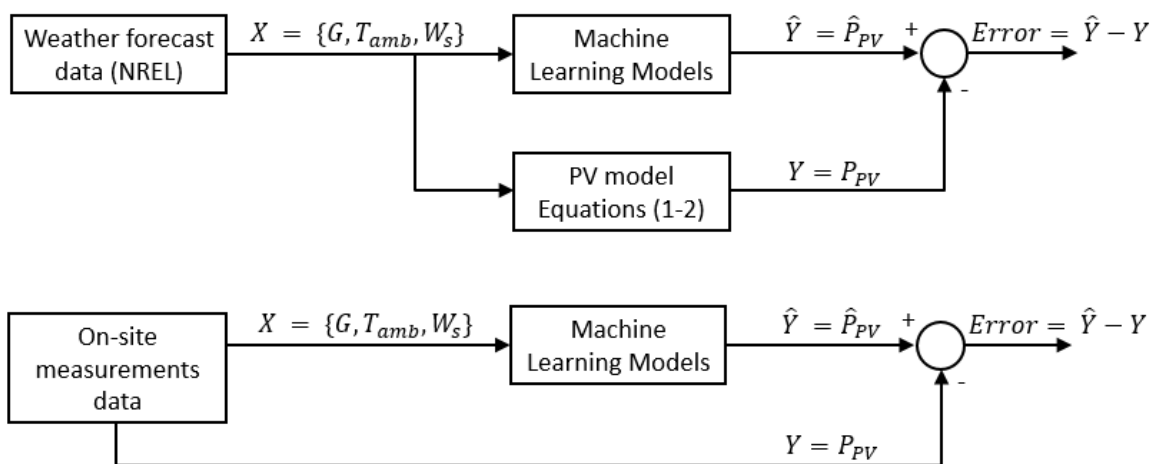 Weather forecast
data (NREL)
X = {G, T_amb, W_s}
Machine
Learning Models
Ŷ = P̂_PV
+
-
Error = Ŷ − Y
PV model
Equations (1-2)
Y = P_PV
On-site
measurements
data
X = {G, T_amb, W_s}
Machine
Learning Models
Ŷ = P̂_PV
+
-
Error = Ŷ − Y
Y = P_PV